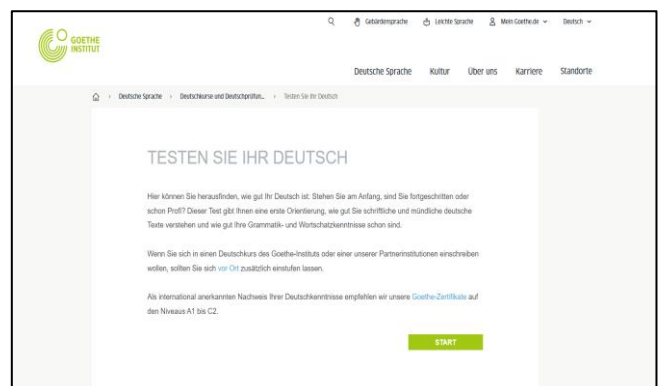 Gebärdensprache
Leichte Sprache
Mein Goethe.de
Deutsch
GOETHE
INSTITUT
Deutsche Sprache
Kultur
Über uns
Karriere
Standorte
Deutsche Sprache
Deutschkurse und Deutschprüfun...
Testen Sie Ihr Deutsch
TESTEN SIE IHR DEUTSCH
Hier können Sie herausfinden, wie gut Ihr Deutsch ist: Stehen Sie am Anfang, sind Sie fortgeschritten oder
schon Profi? Dieser Test gibt Ihnen eine erste Orientierung, wie gut Sie schriftliche und mündliche deutsche
Texte verstehen und wie gut Ihre Grammatik- und Wortschatzkenntnisse schon sind.
Wenn Sie sich in einen Deutschkurs des Goethe-Instituts oder einer unserer Partnerinstitutionen einschreiben
wollen, sollten Sie sich vor Ort zusätzlich einstufen lassen.
Als international anerkannten Nachweis Ihrer Deutschkenntnisse empfehlen wir unsere Goethe-Zertifikate auf
den Niveaus A1 bis C2.
START